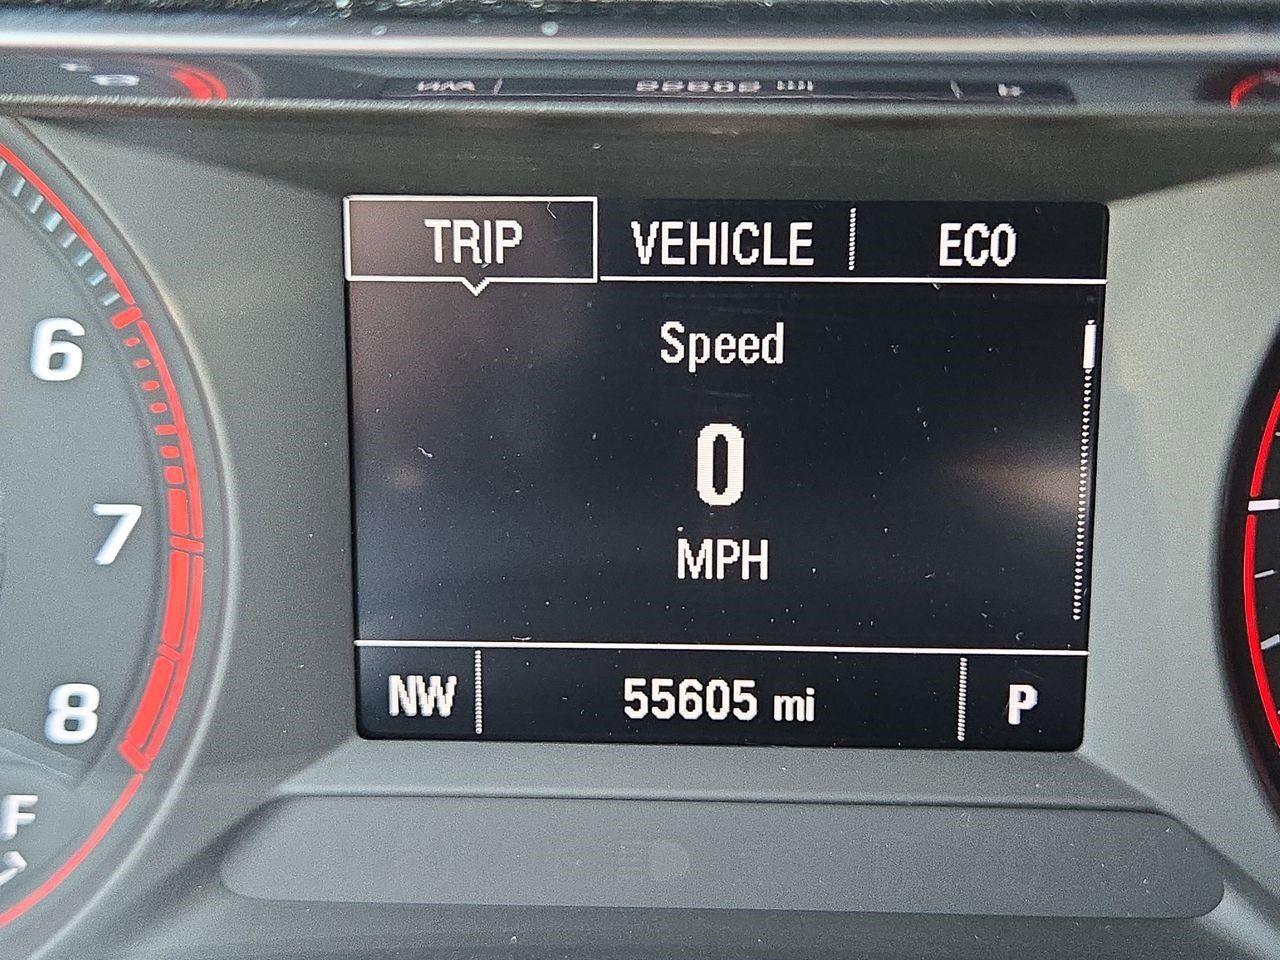 TRIP VEHICLE ECO
Speed
0
MPH
NW 55605 mi P
6
7
8
F